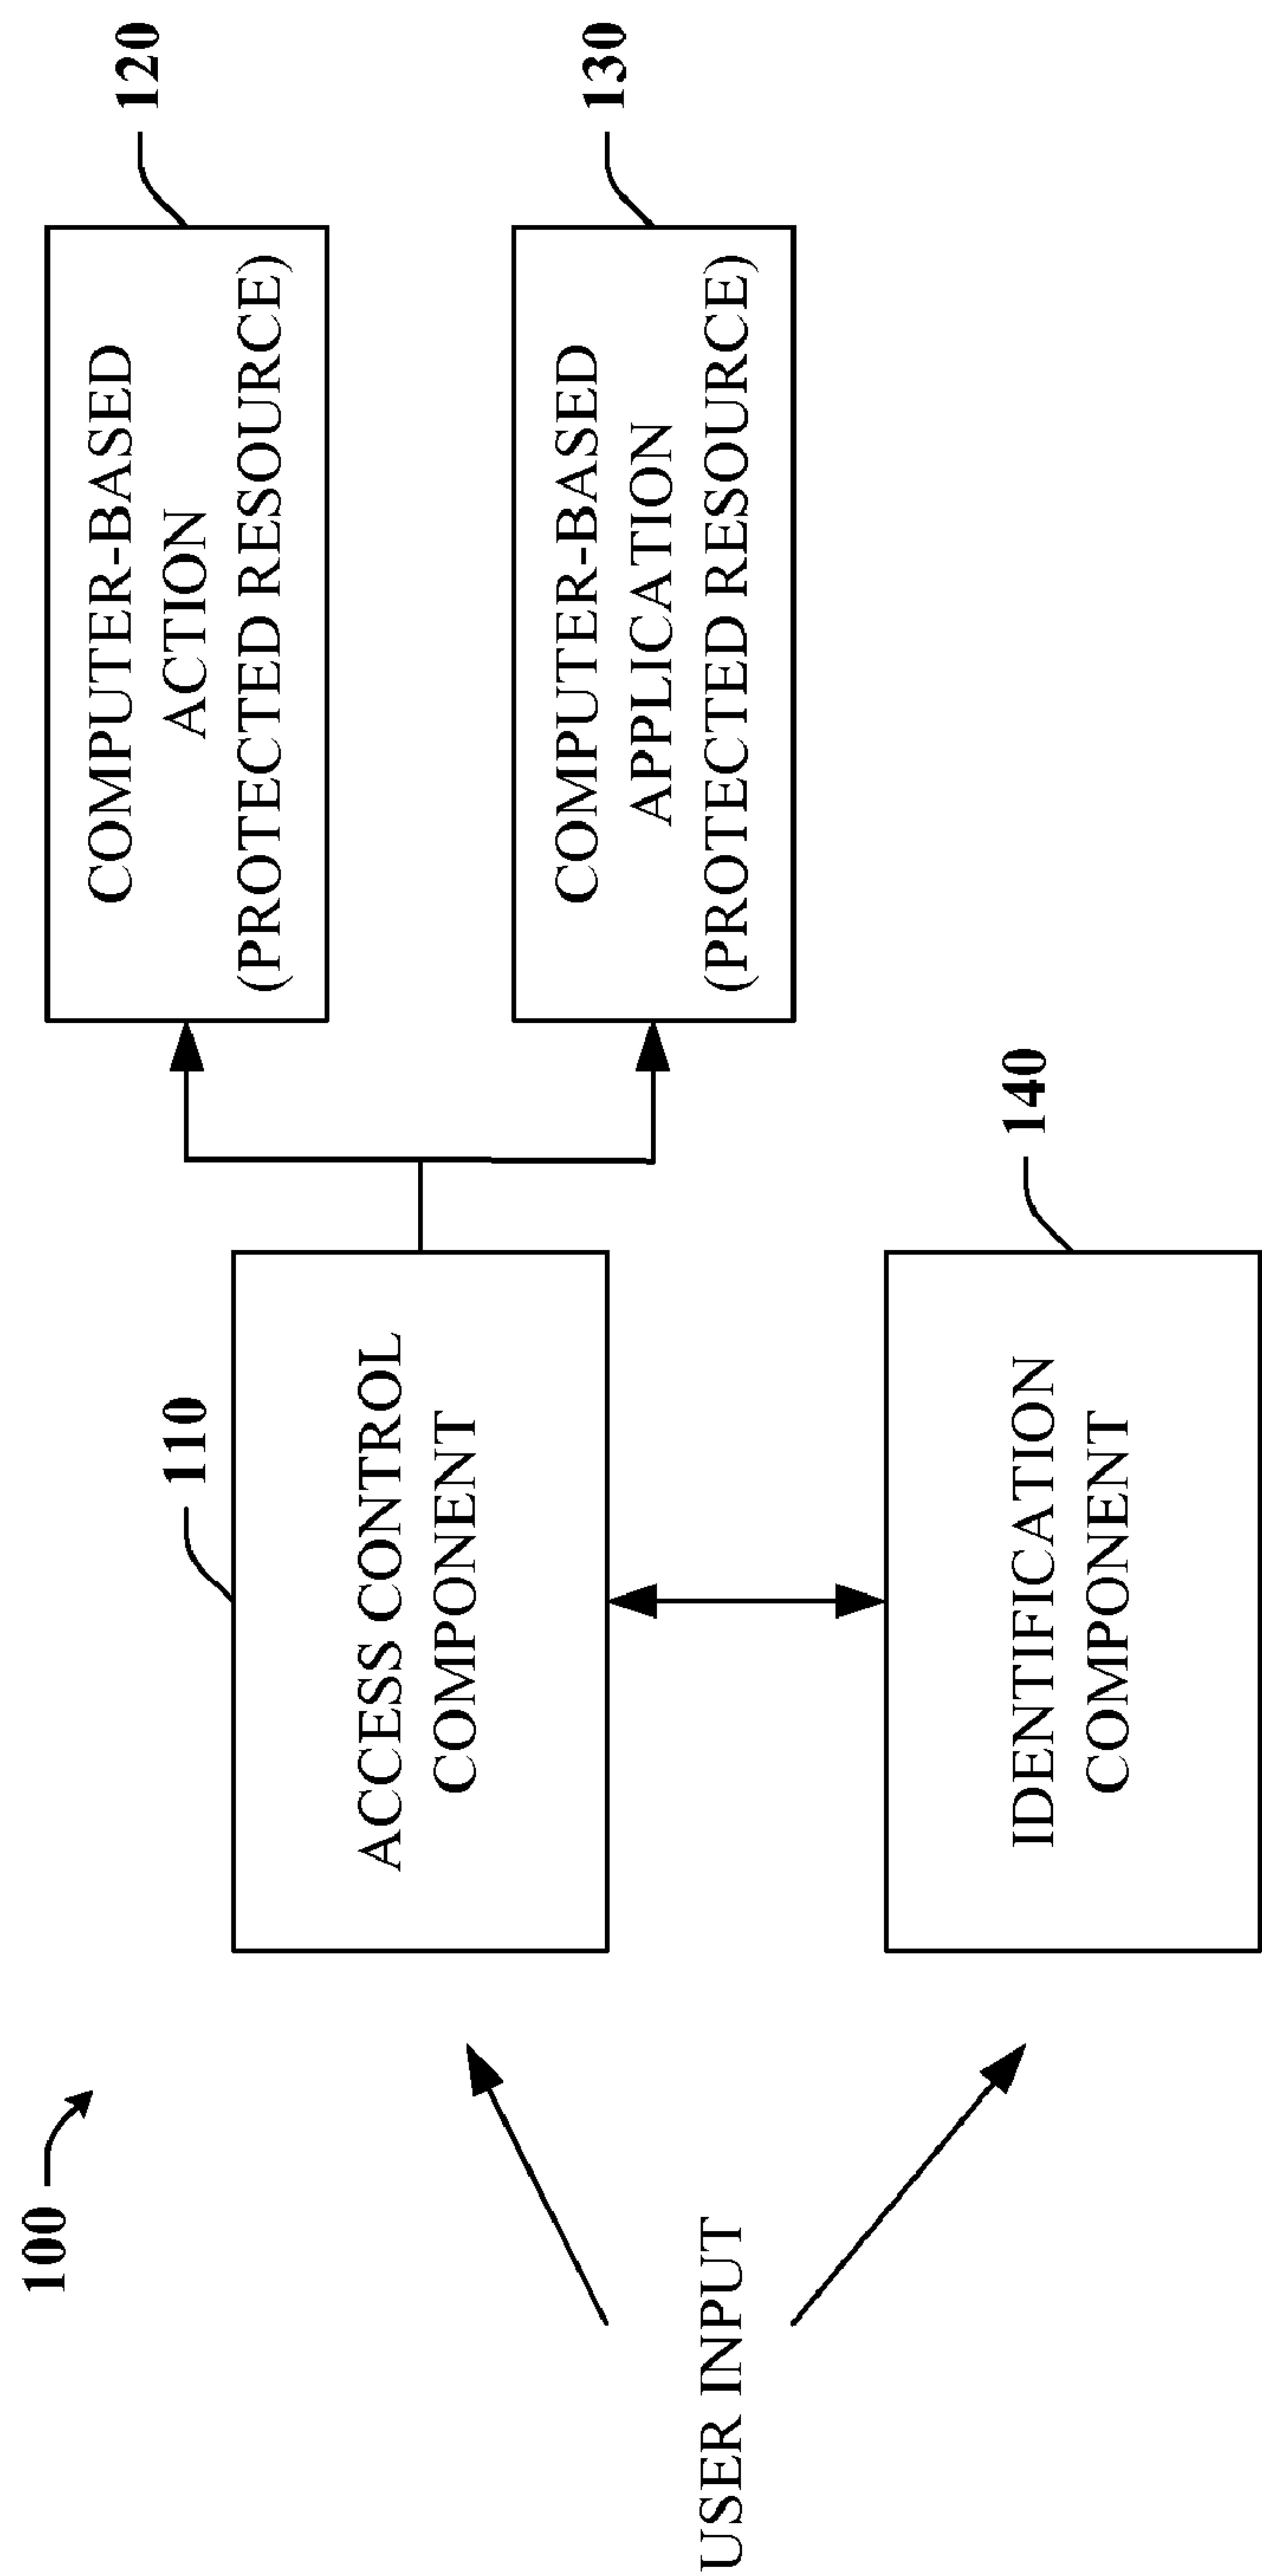 100
110
ACCESS CONTROL
COMPONENT
120
COMPUTER-BASED
ACTION
(PROTECTED RESOURCE)
130
COMPUTER-BASED
APPLICATION
(PROTECTED RESOURCE)
USER INPUT
140
IDENTIFICATION
COMPONENT